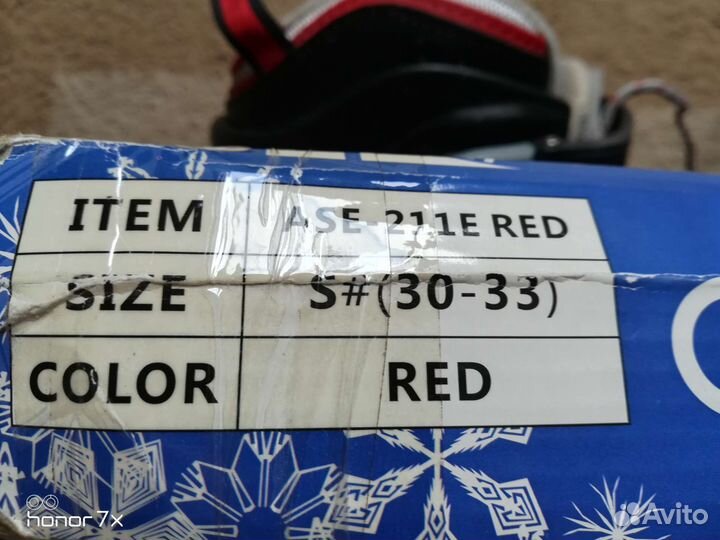 ITEM ASE-211E RED
SIZE S#(30-33)
COLOR RED
honor 7x
Avito